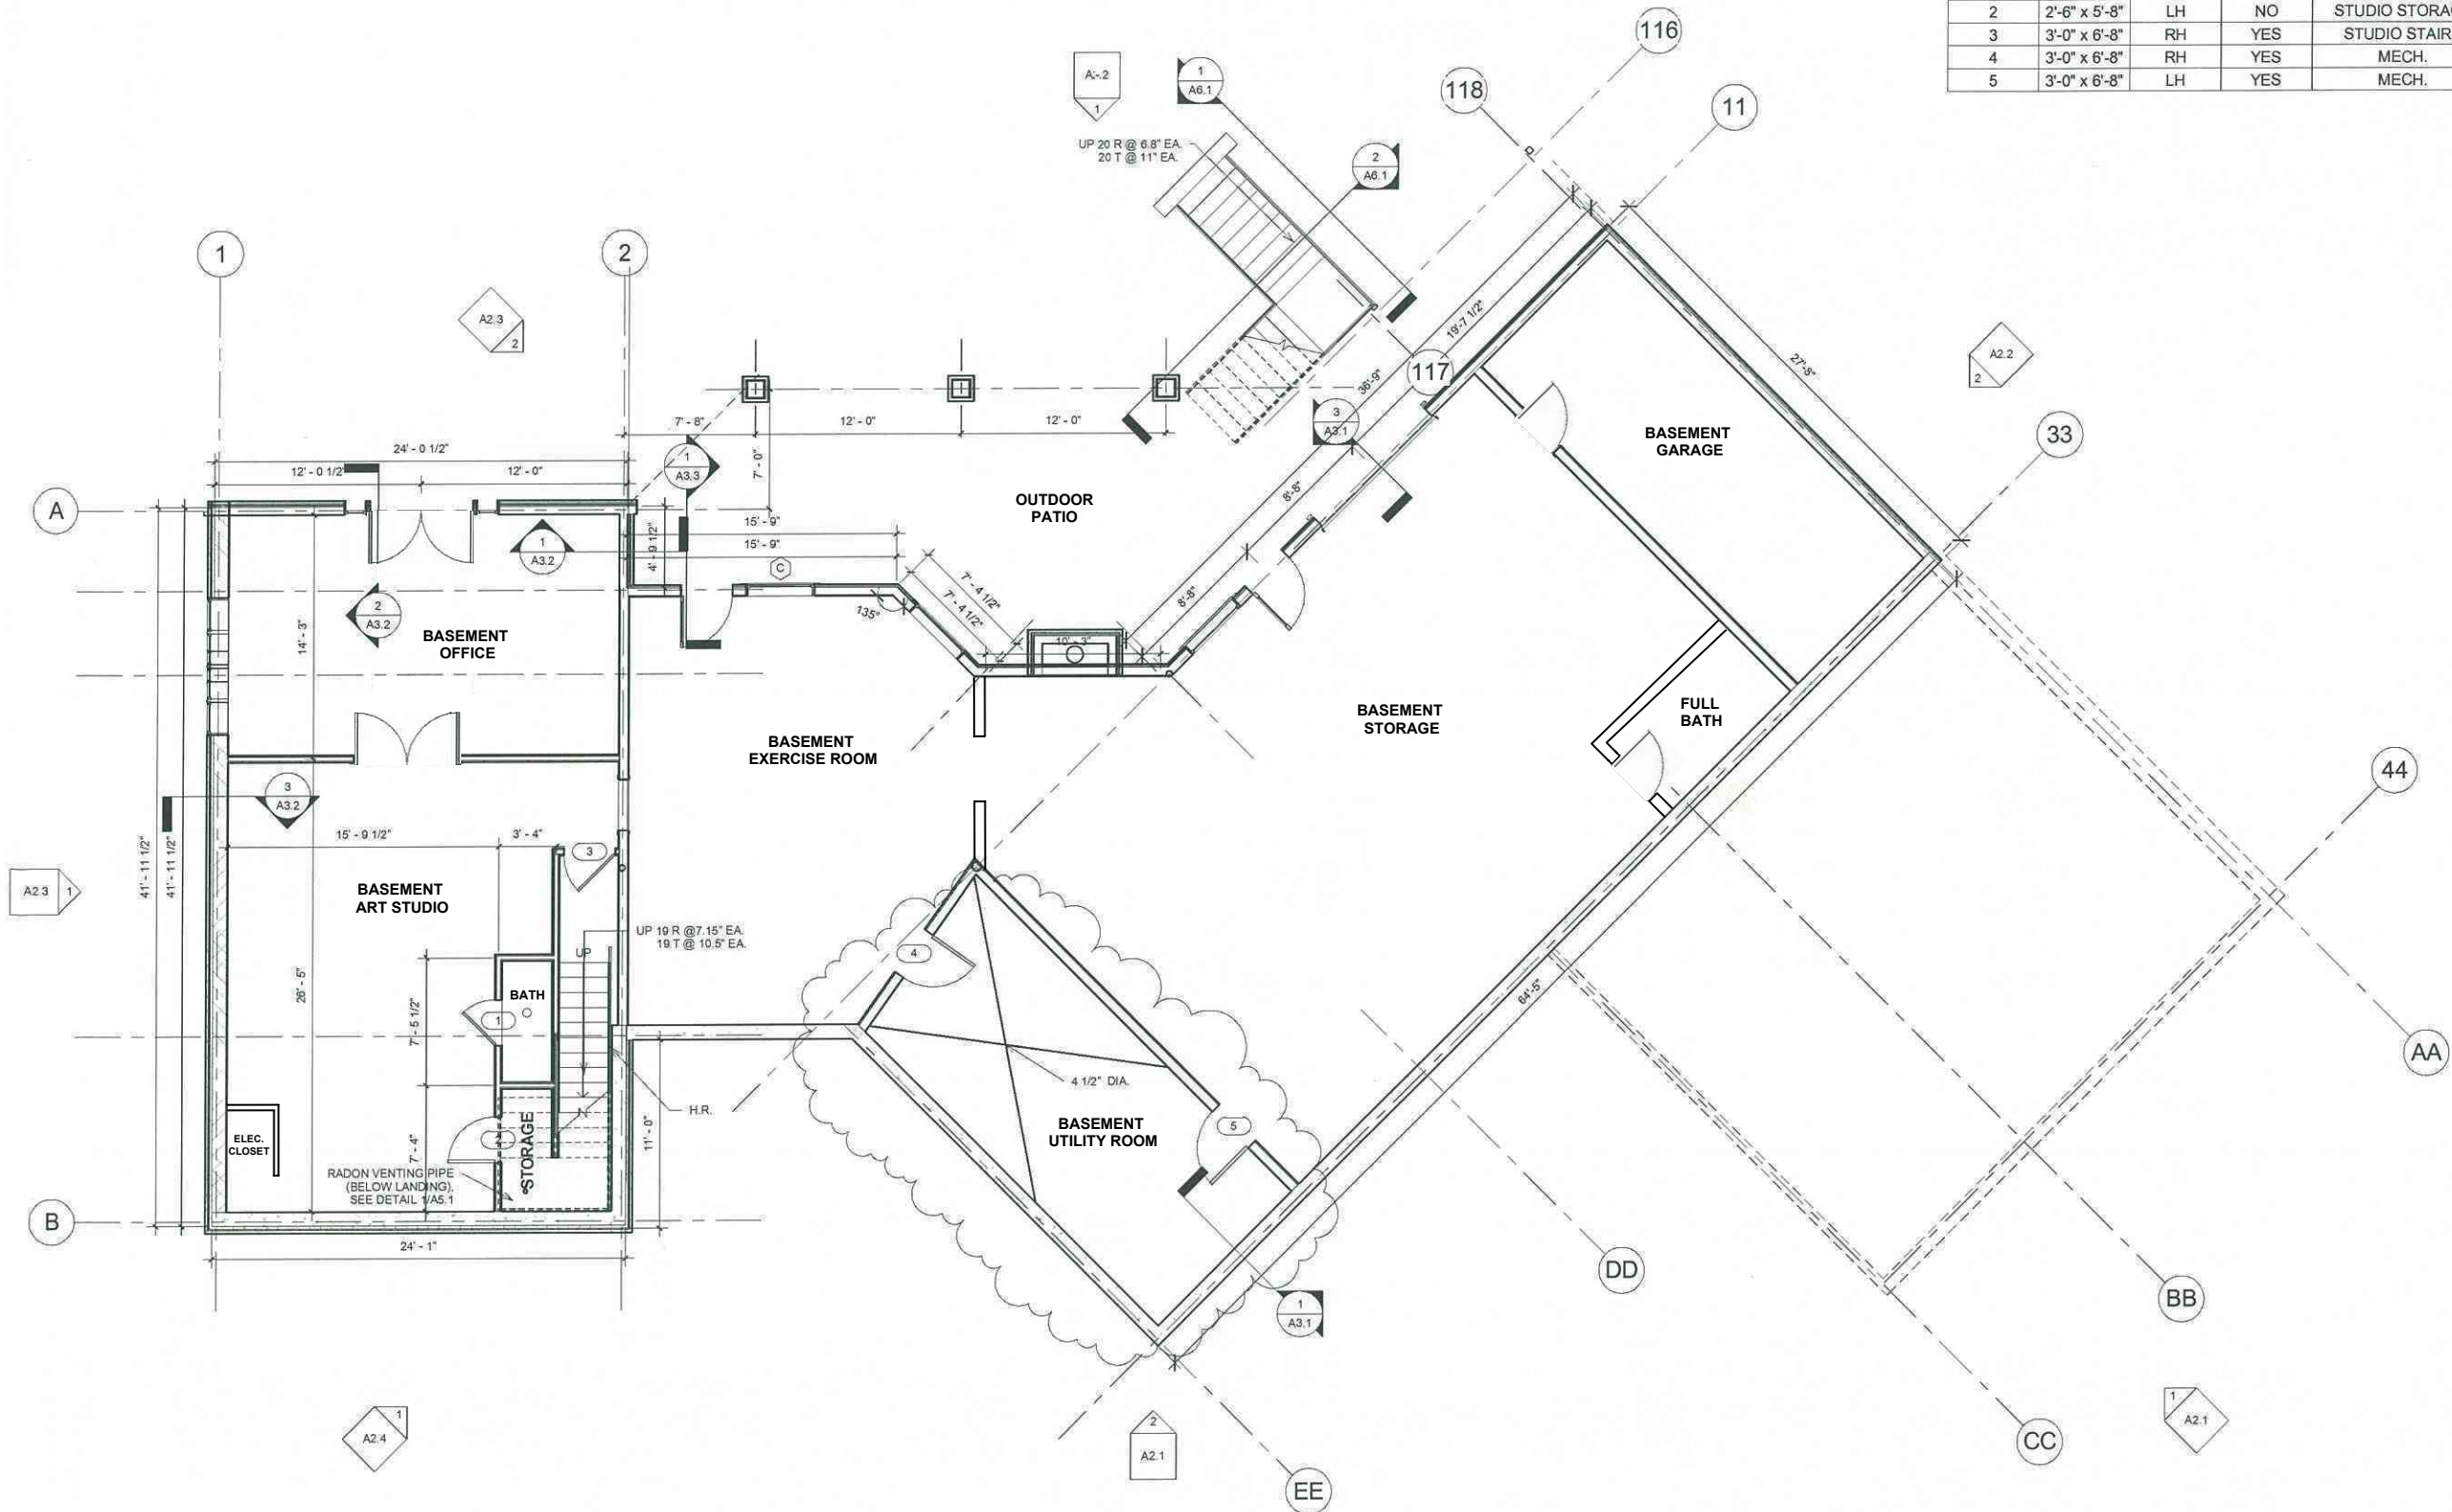 2 2'-6" x 5'-8" LH NO STUDIO STORAG
3 3'-0" x 6'-8" RH YES STUDIO STAIR
4 3'-0" x 6'-8" RH YES MECH.
5 3'-0" x 6'-8" LH YES MECH.
116
118
11
1
A6.1
1
UP 20 R @ 6.8" EA.
20 T @ 11" EA.
2
A6.1
1
2
A2.3
2
19'-7 1/2"
36'-9"
117
27'-8"
A2.2
2
7' - 8"
12' - 0"
12' - 0"
3
A3.1
33
BASEMENT
GARAGE
24' - 0 1/2"
12' - 0 1/2"
12' - 0"
1
A3.3
7' - 0"
8'-8"
A
OUTDOOR
PATIO
15' - 9"
15' - 9"
4' - 9 1/2"
1
A3.2
C
7' - 4 1/2"
7' - 4 1/2"
135°
8'-8"
2
A3.2
14' - 3"
BASEMENT
OFFICE
10' - 3"
BASEMENT
EXERCISE ROOM
BASEMENT
STORAGE
FULL
BATH
44
3
A3.2
15' - 9 1/2"
3' - 4"
3
41' - 11 1/2"
41' - 11 1/2"
A2.3
1
BASEMENT
ART STUDIO
UP 19 R @7.15" EA.
19 T @ 10.5" EA.
UP
4
26' - 5"
BATH
1
7' - 5 1/2"
64'-5"
AA
4 1/2" DIA.
H.R.
BASEMENT
UTILITY ROOM
5
ELEC.
CLOSET
2
STORAGE
7' - 4"
11' - 0"
RADON VENTING PIPE
(BELOW LANDING),
SEE DETAIL 1/A5.1
B
24' - 1"
DD
BB
1
A3.1
1
A2.4
2
A2.1
1
A2.1
CC
EE